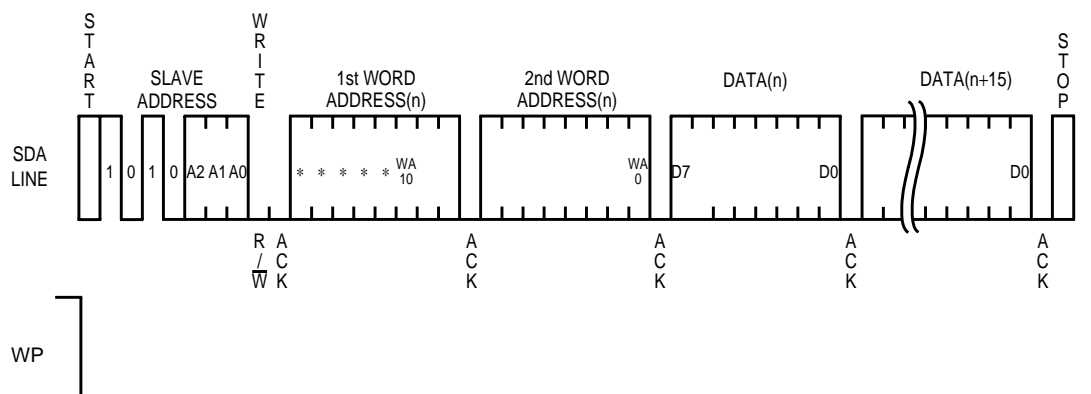 START
WRITE
STOP
SLAVE
ADDRESS
1st WORD
ADDRESS(n)
2nd WORD
ADDRESS(n)
DATA(n)
DATA(n+15)
SDA
LINE
1 0 1 0 A2 A1 A0
* * * * * WA
10
WA
0
D7
D0
D0
R/W
ACK
ACK
ACK
ACK
ACK
WP